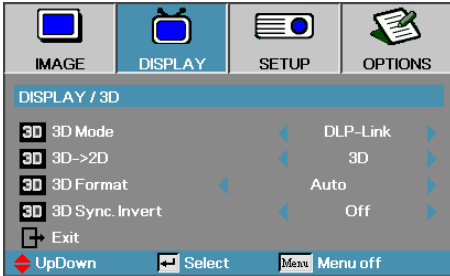 IMAGE DISPLAY SETUP OPTIONS
DISPLAY / 3D
3D 3D Mode DLP-Link
3D 3D->2D 3D
3D 3D Format Auto
3D 3D Sync. Invert Off
Exit
UpDown Select Menu Menu off